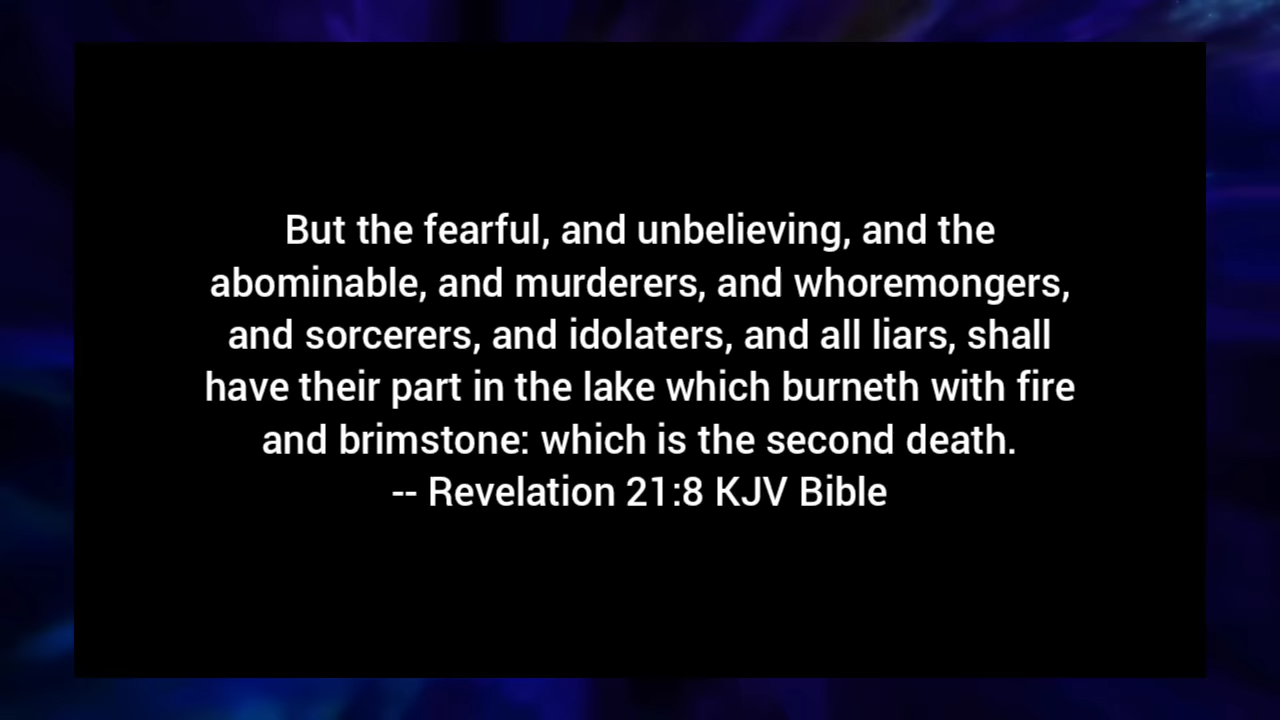 But the fearful, and unbelieving, and the
abominable, and murderers, and whoremongers,
and sorcerers, and idolaters, and all liars, shall
have their part in the lake which burneth with fire
and brimstone: which is the second death.
-- Revelation 21:8 KJV Bible